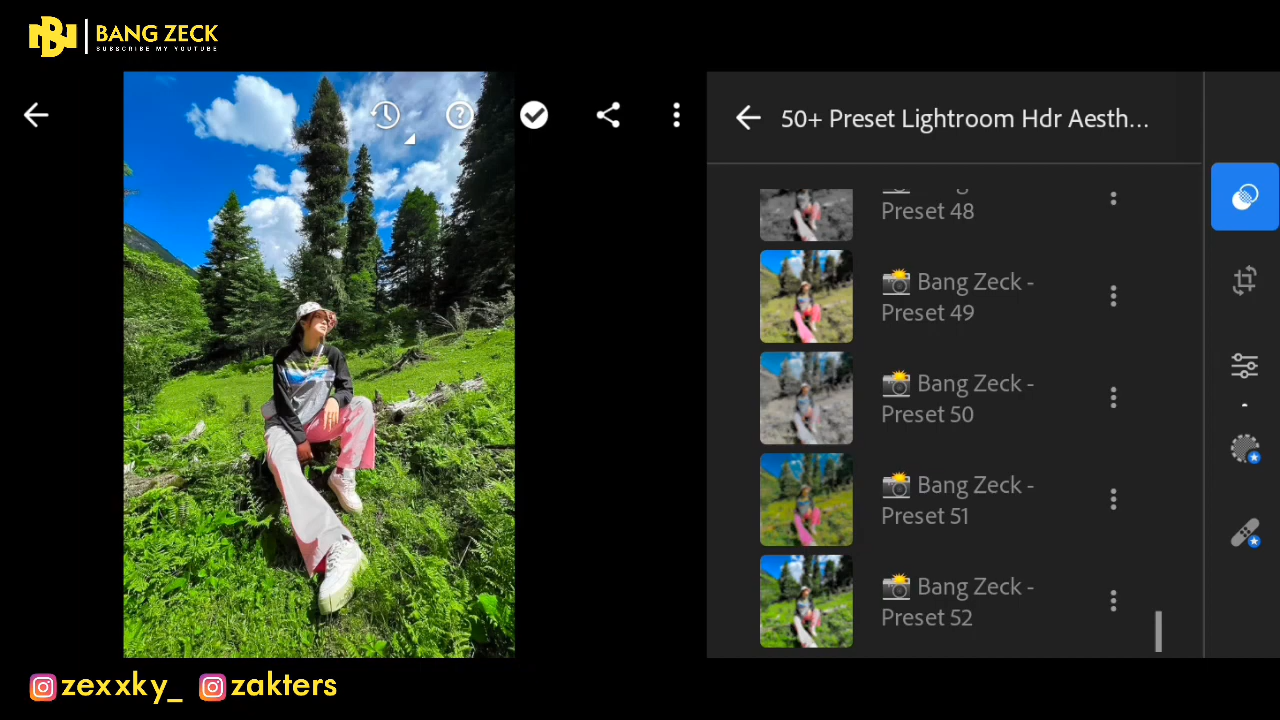 BANG ZECK
SUBSCRIBE MY YOUTUBE
50+ Preset Lightroom Hdr Aesth...
Preset 48
Bang Zeck -
Preset 49
Bang Zeck -
Preset 50
Bang Zeck -
Preset 51
Bang Zeck -
Preset 52
zexxky_ zakters